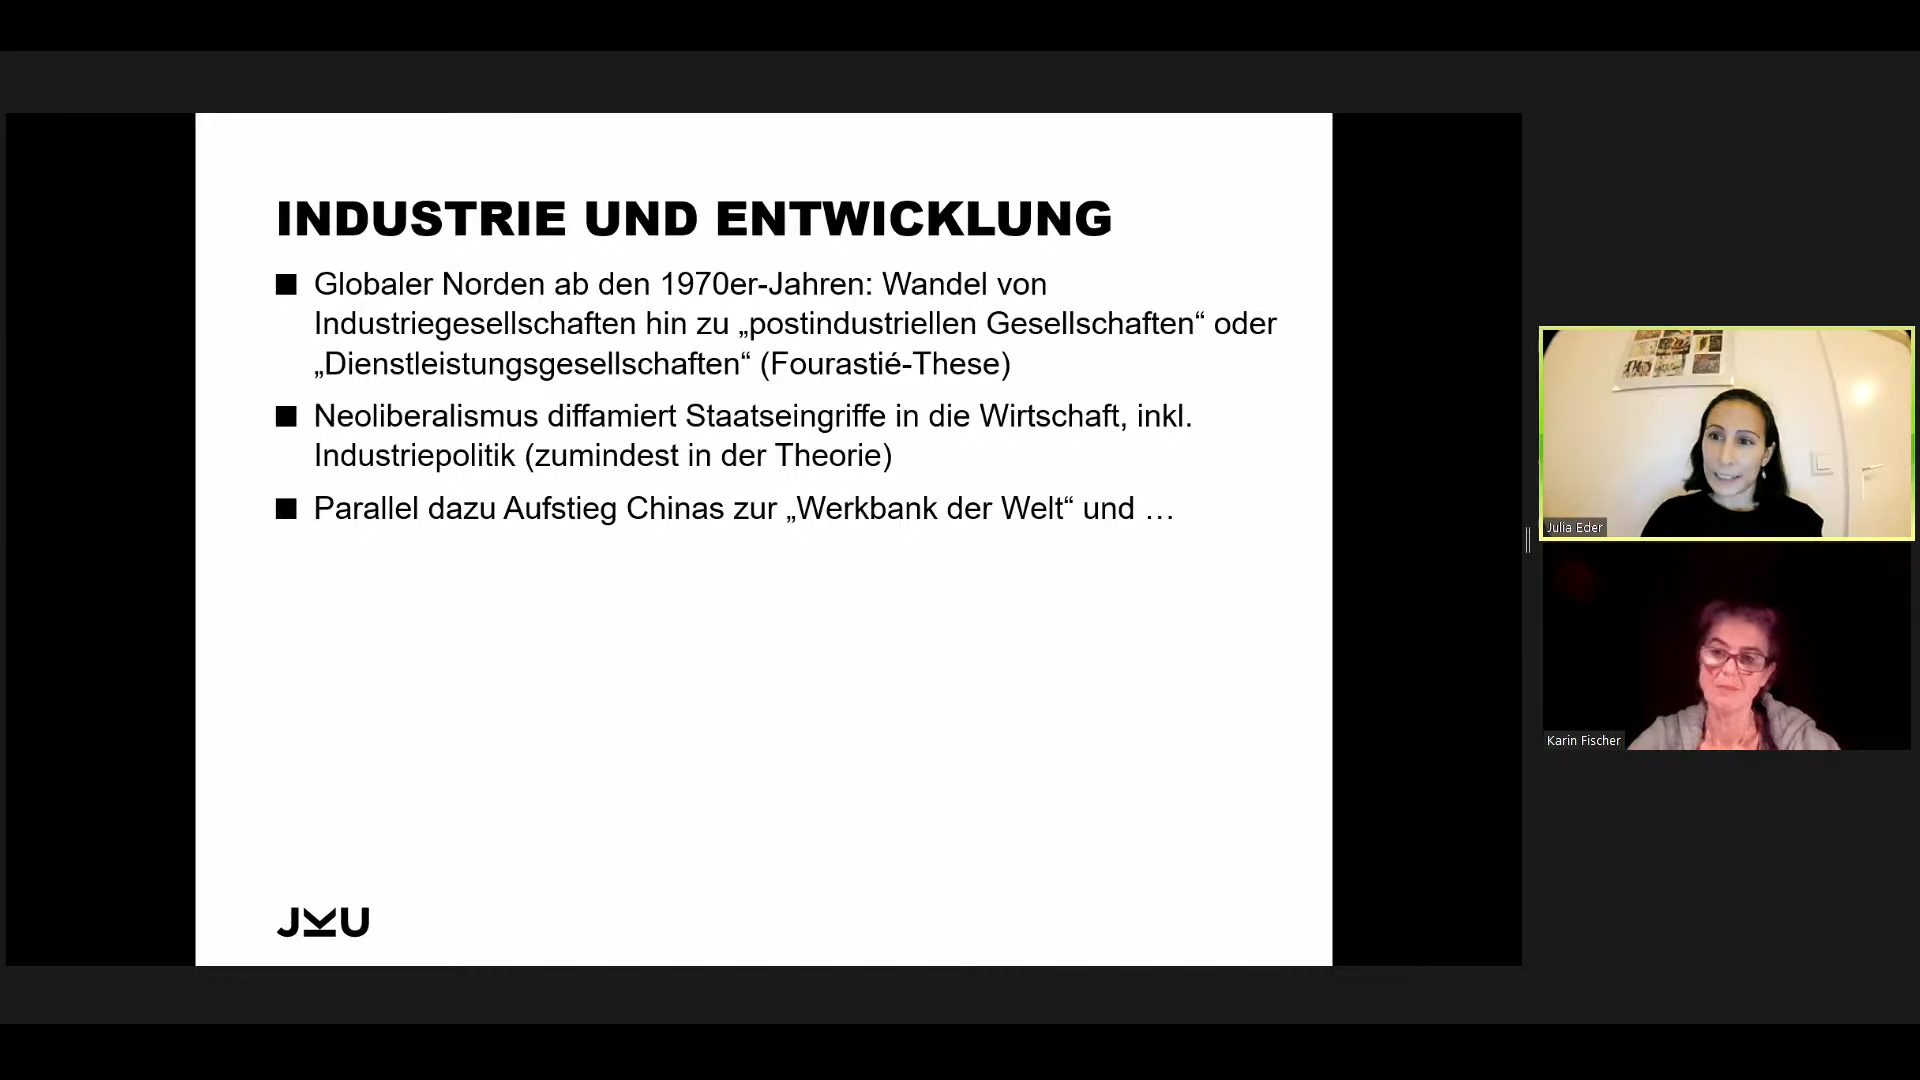 INDUSTRIE UND ENTWICKLUNG
Globaler Norden ab den 1970er-Jahren: Wandel von
Industriegesellschaften hin zu „postindustriellen Gesellschaften“ oder
„Dienstleistungsgesellschaften“ (Fourastié-These)
Neoliberalismus diffamiert Staatseingriffe in die Wirtschaft, inkl.
Industriepolitik (zumindest in der Theorie)
Parallel dazu Aufstieg Chinas zur „Werkbank der Welt“ und …
JKU
Julia Eder
Karin Fischer